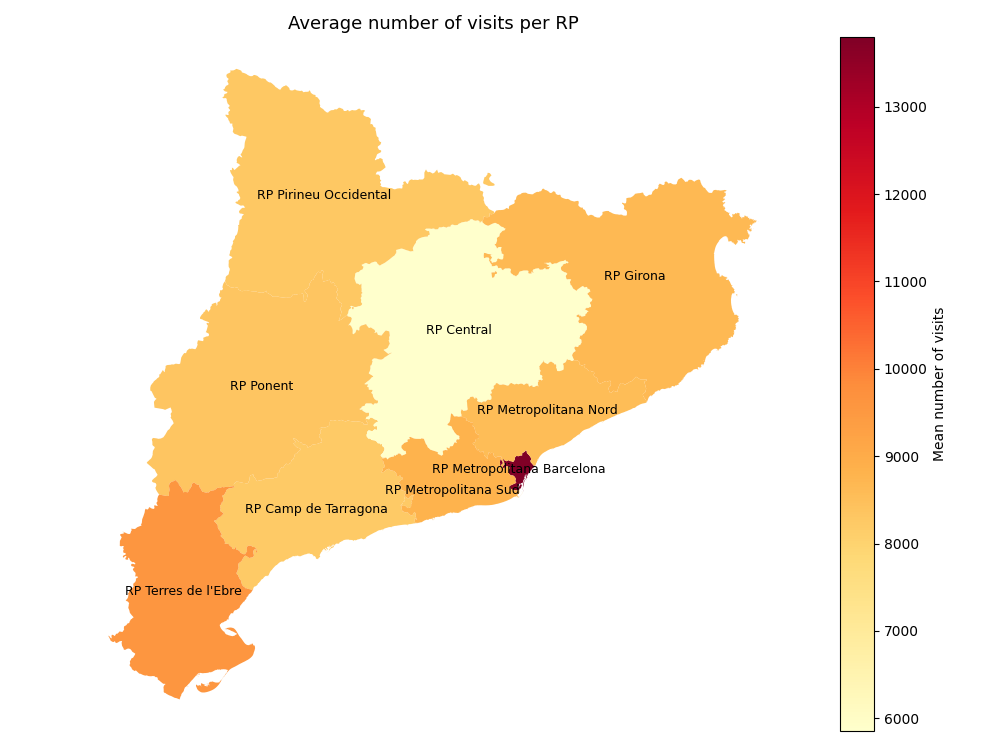 Average number of visits per RP
RP Pirineu Occidental
RP Girona
RP Central
RP Ponent
RP Metropolitana Nord
RP Metropolitana Barcelona
RP Metropolitana Sud
RP Camp de Tarragona
RP Terres de l'Ebre
13000
12000
11000
10000
9000
8000
7000
6000
Mean number of visits